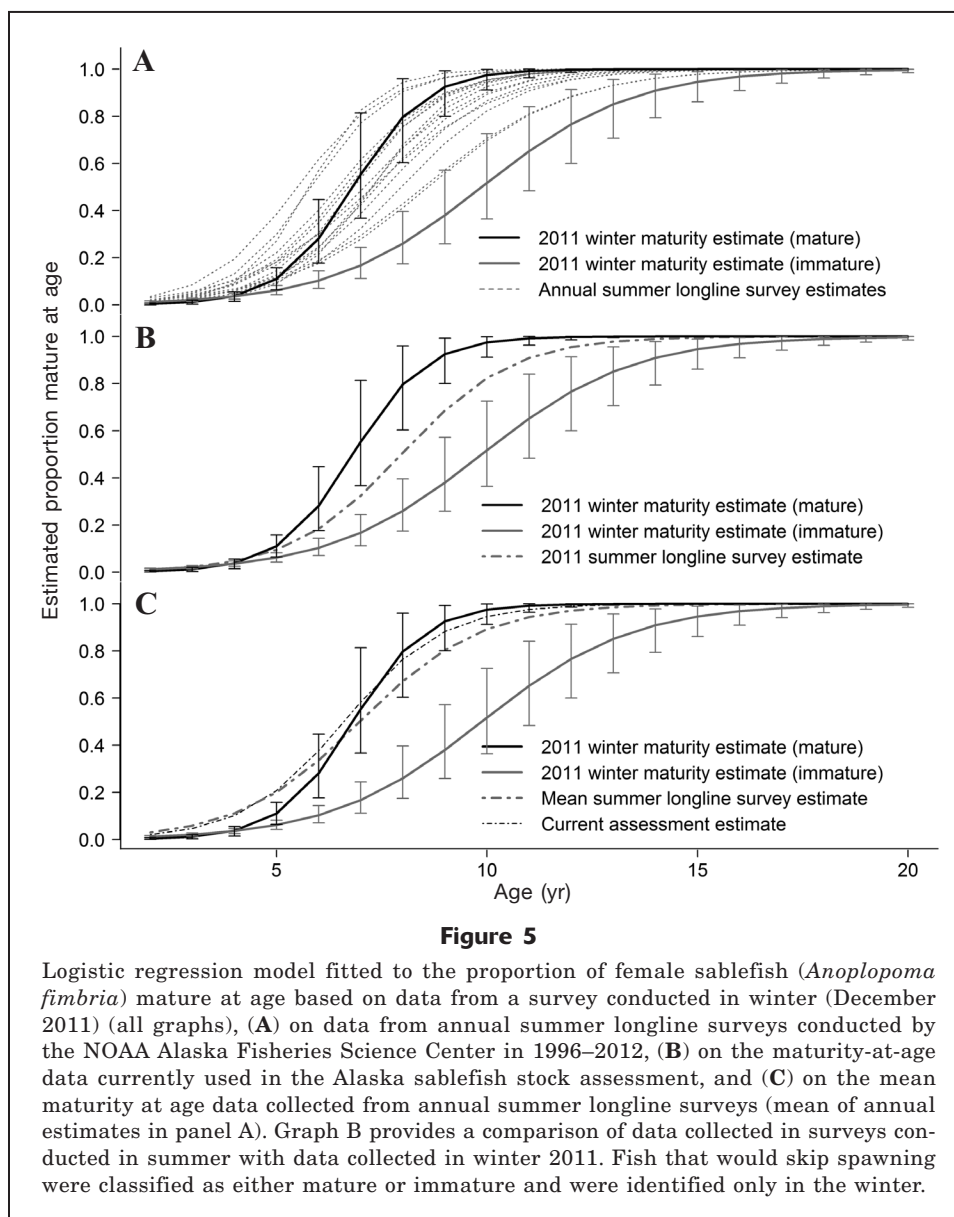 Estimated proportion mature at age
A
1.0
0.8
0.6
0.4
0.2
0.0
2011 winter maturity estimate (mature)
2011 winter maturity estimate (immature)
Annual summer longline survey estimates
B
1.0
0.8
0.6
0.4
0.2
0.0
2011 winter maturity estimate (mature)
2011 winter maturity estimate (immature)
2011 summer longline survey estimate
C
1.0
0.8
0.6
0.4
0.2
0.0
2011 winter maturity estimate (mature)
2011 winter maturity estimate (immature)
Mean summer longline survey estimate
Current assessment estimate
5 10 15 20
Age (yr)
Figure 5
Logistic regression model fitted to the proportion of female sablefish (Anoplopoma
fimbria) mature at age based on data from a survey conducted in winter (December
2011) (all graphs), (A) on data from annual summer longline surveys conducted by
the NOAA Alaska Fisheries Science Center in 1996–2012, (B) on the maturity-at-age
data currently used in the Alaska sablefish stock assessment, and (C) on the mean
maturity at age data collected from annual summer longline surveys (mean of annual
estimates in panel A). Graph B provides a comparison of data collected in surveys con-
ducted in summer with data collected in winter 2011. Fish that would skip spawning
were classified as either mature or immature and were identified only in the winter.